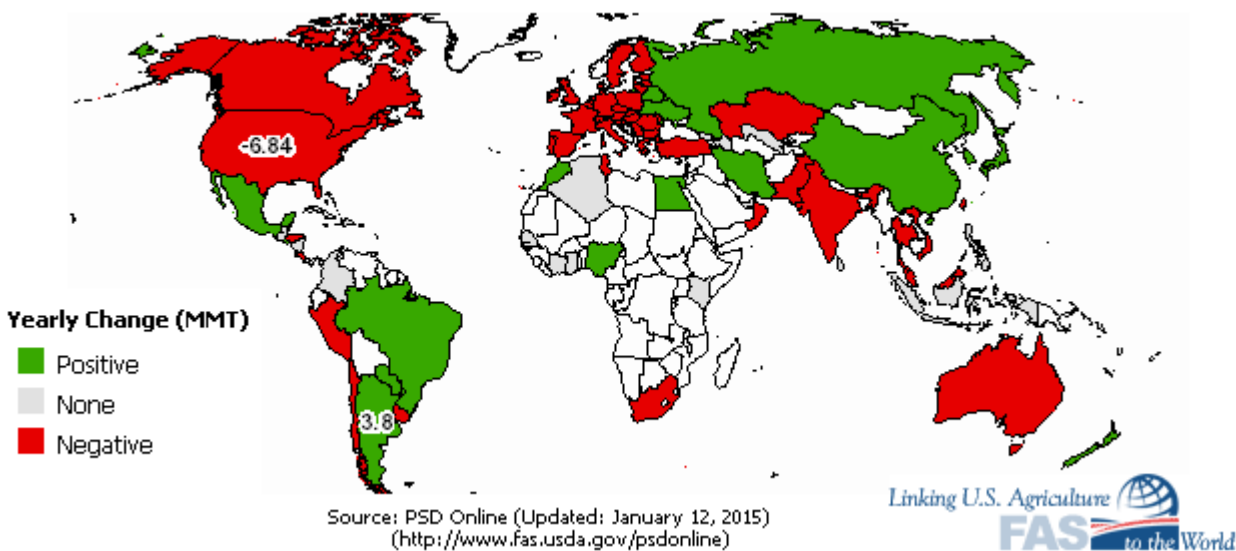 -6.84
Yearly Change (MMT)
Positive
None
Negative
3.8
Source: PSD Online (Updated: January 12, 2015)
(http://www.fas.usda.gov/psdonline)
Linking U.S. Agriculture
FAS to the World